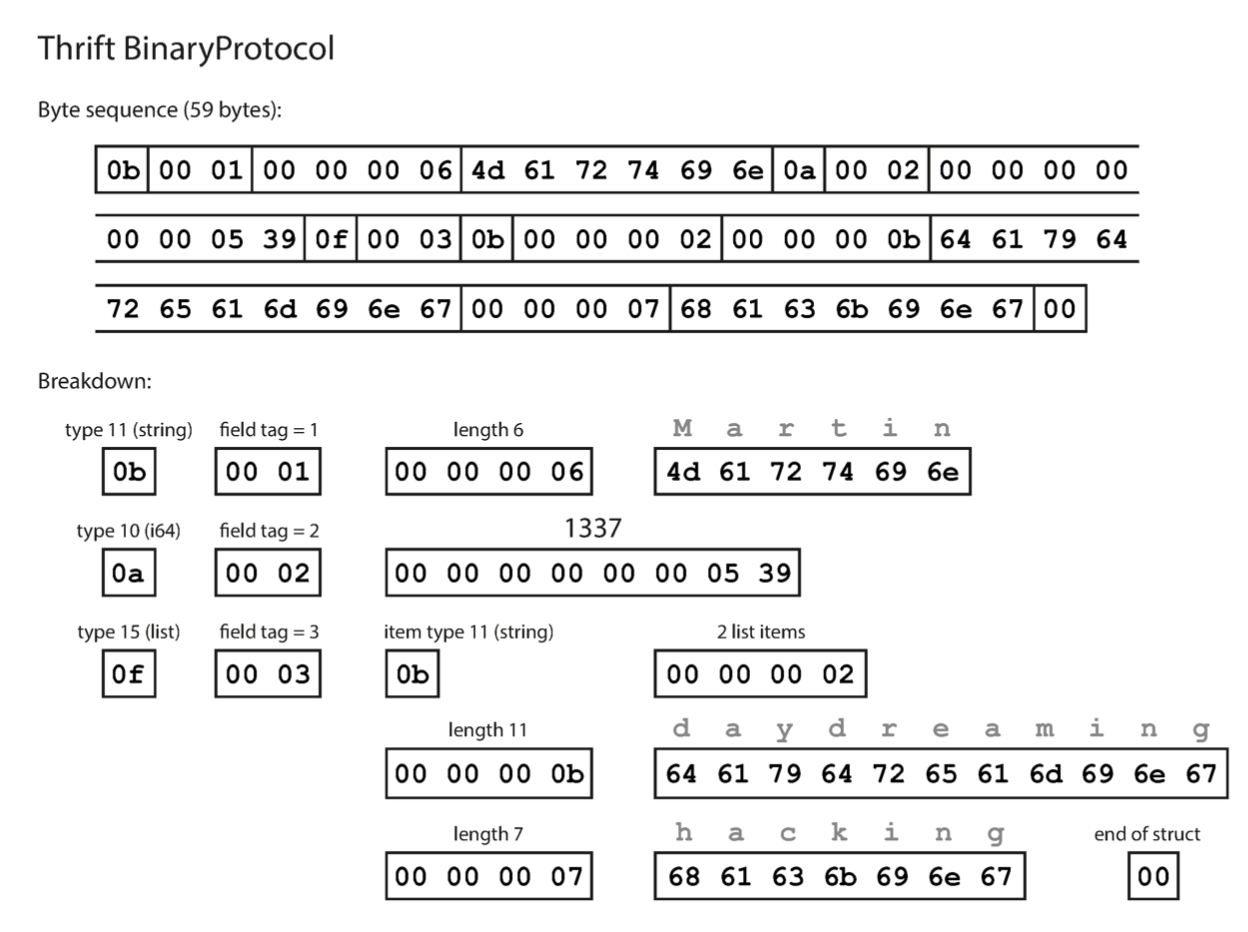 Thrift BinaryProtocol
Byte sequence (59 bytes):
0b 00 01 00 00 00 06 4d 61 72 74 69 6e 0a 00 02 00 00 00 00
00 00 05 39 0f 00 03 0b 00 00 00 02 00 00 00 0b 64 61 79 64
72 65 61 6d 69 6e 67 00 00 00 07 68 61 63 6b 69 6e 67 00
Breakdown:
type 11 (string) field tag = 1 length 6 M a r t i n
0b 00 01 00 00 00 06 4d 61 72 74 69 6e
type 10 (i64) field tag = 2 1337
0a 00 02 00 00 00 00 00 00 05 39
type 15 (list) field tag = 3 item type 11 (string) 2 list items
0f 00 03 0b 00 00 00 02
length 11 d a y d r e a m i n g
00 00 00 0b 64 61 79 64 72 65 61 6d 69 6e 67
length 7 h a c k i n g end of struct
00 00 00 07 68 61 63 6b 69 6e 67 00